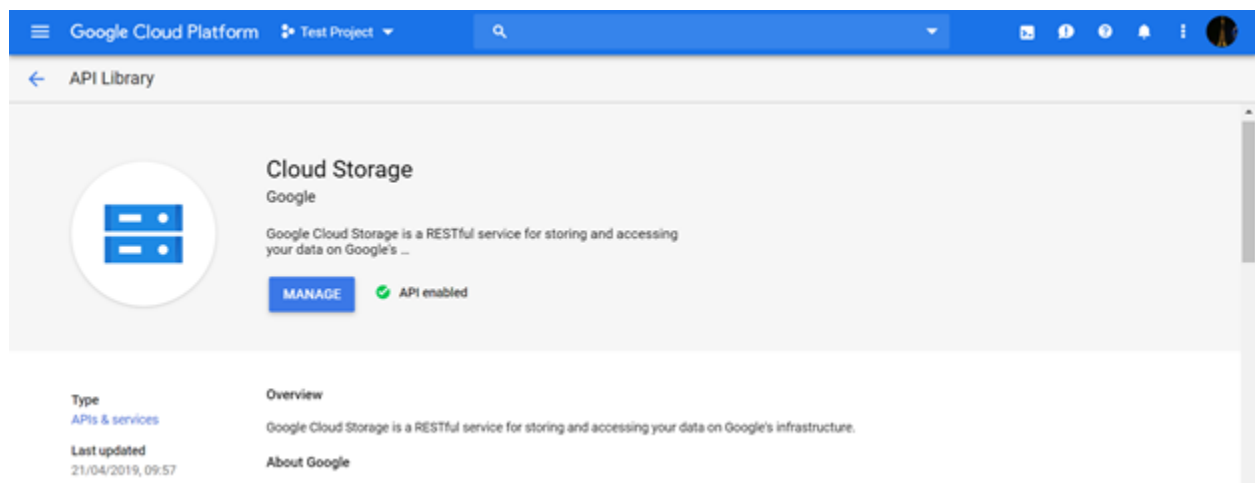 Google Cloud Platform Test Project
API Library
Cloud Storage
Google
Google Cloud Storage is a RESTful service for storing and accessing
your data on Google's ...
MANAGE API enabled
Type
APIs & services
Last updated
21/04/2019, 09:57
Overview
Google Cloud Storage is a RESTful service for storing and accessing your data on Google's infrastructure.
About Google